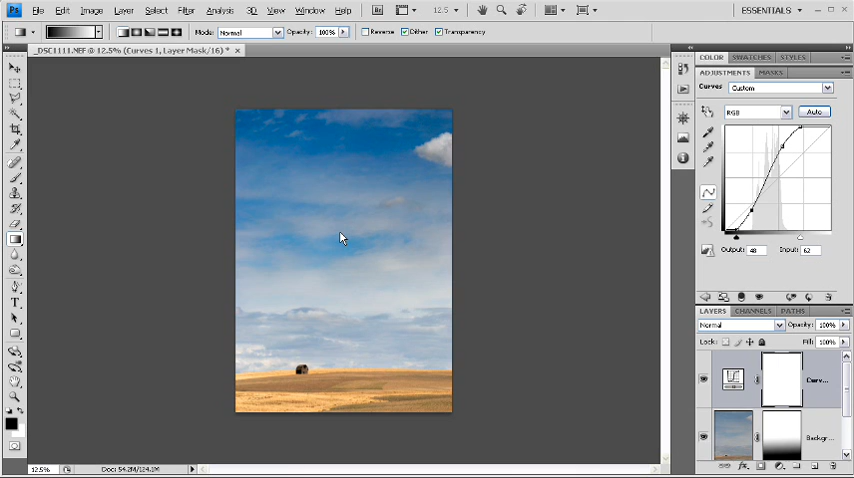 Ps File Edit Image Layer Select Filter Analysis 3D View Window Help Br 12.5 ESSENTIALS
Mode: Normal Opacity: 100% Reverse Dither Transparency
_DSC1111.NEF @ 12.5% (Curves 1, Layer Mask/16) *
COLOR SWATCHES STYLES
ADJUSTMENTS MASKS
Curves Custom
RGB Auto
Output: 48 Input: 62
LAYERS CHANNELS PATHS
Normal Opacity: 100%
Lock: Fill: 100%
Curv...
Backgr...
12.5% Doc: 54.2M/124.1M